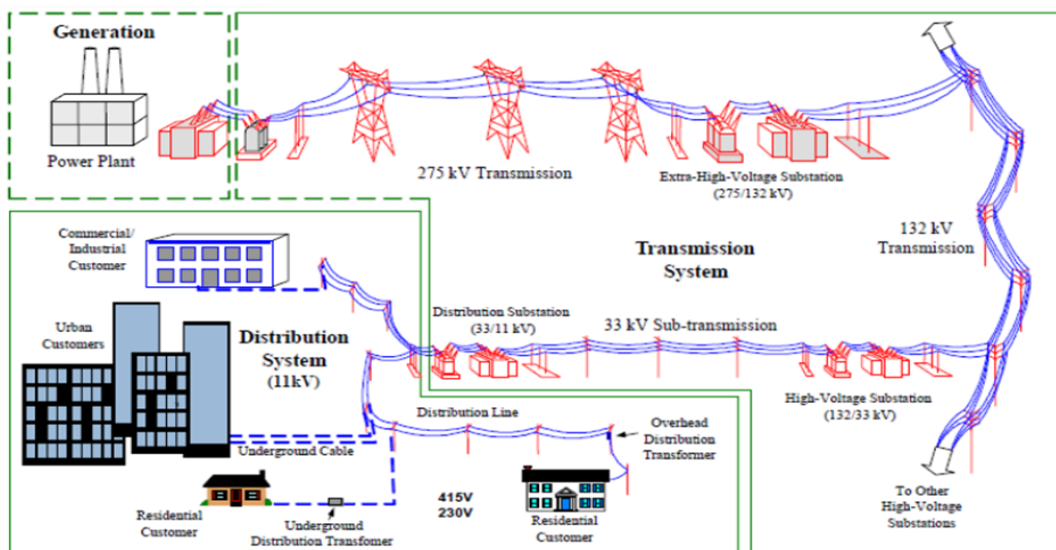 Generation
Power Plant
275 kV Transmission
Extra-High-Voltage Substation
(275/132 kV)
132 kV
Transmission
Transmission
System
Commercial/
Industrial
Customer
Urban
Customers
Distribution
System
(11kV)
Distribution Substation
(33/11 kV)
33 kV Sub-transmission
High-Voltage Substation
(132/33 kV)
Distribution Line
Overhead
Distribution
Transformer
Underground Cable
Residential
Customer
Underground
Distribution Transfomer
415V
230V
Residential
Customer
To Other
High-Voltage
Substations